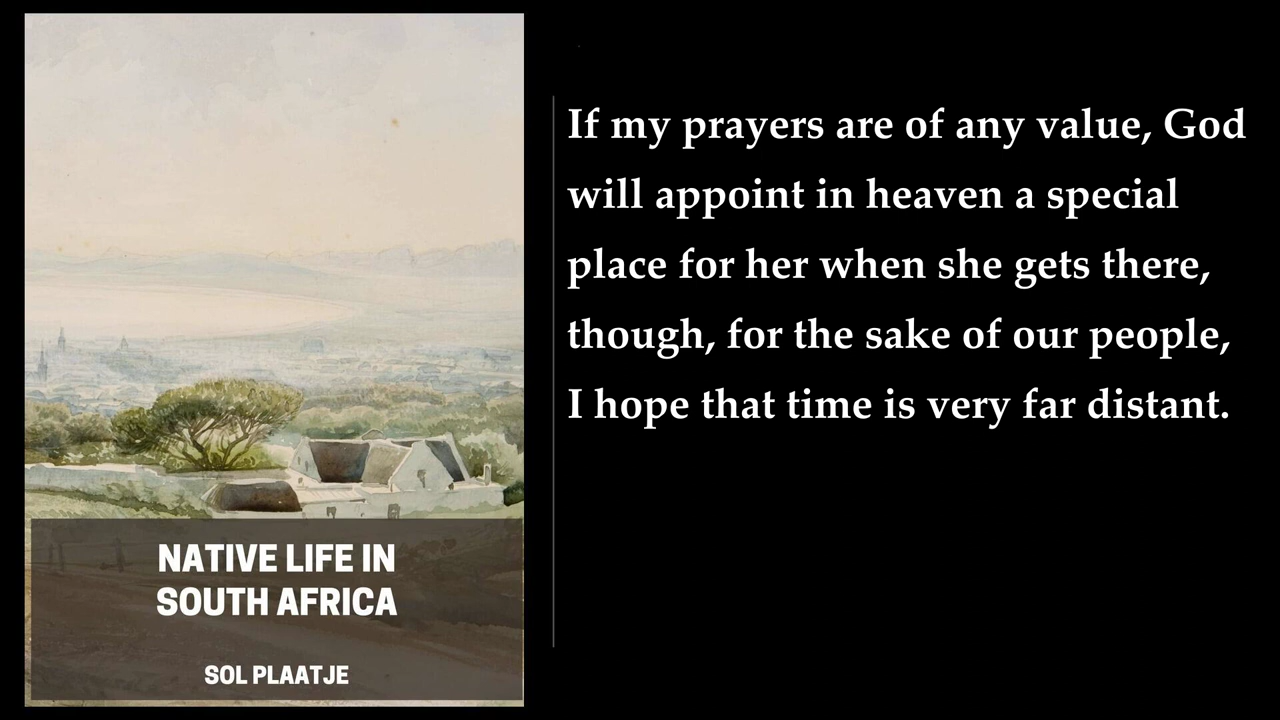 NATIVE LIFE IN
SOUTH AFRICA
SOL PLAATJE
If my prayers are of any value, God
will appoint in heaven a special
place for her when she gets there,
though, for the sake of our people,
I hope that time is very far distant.